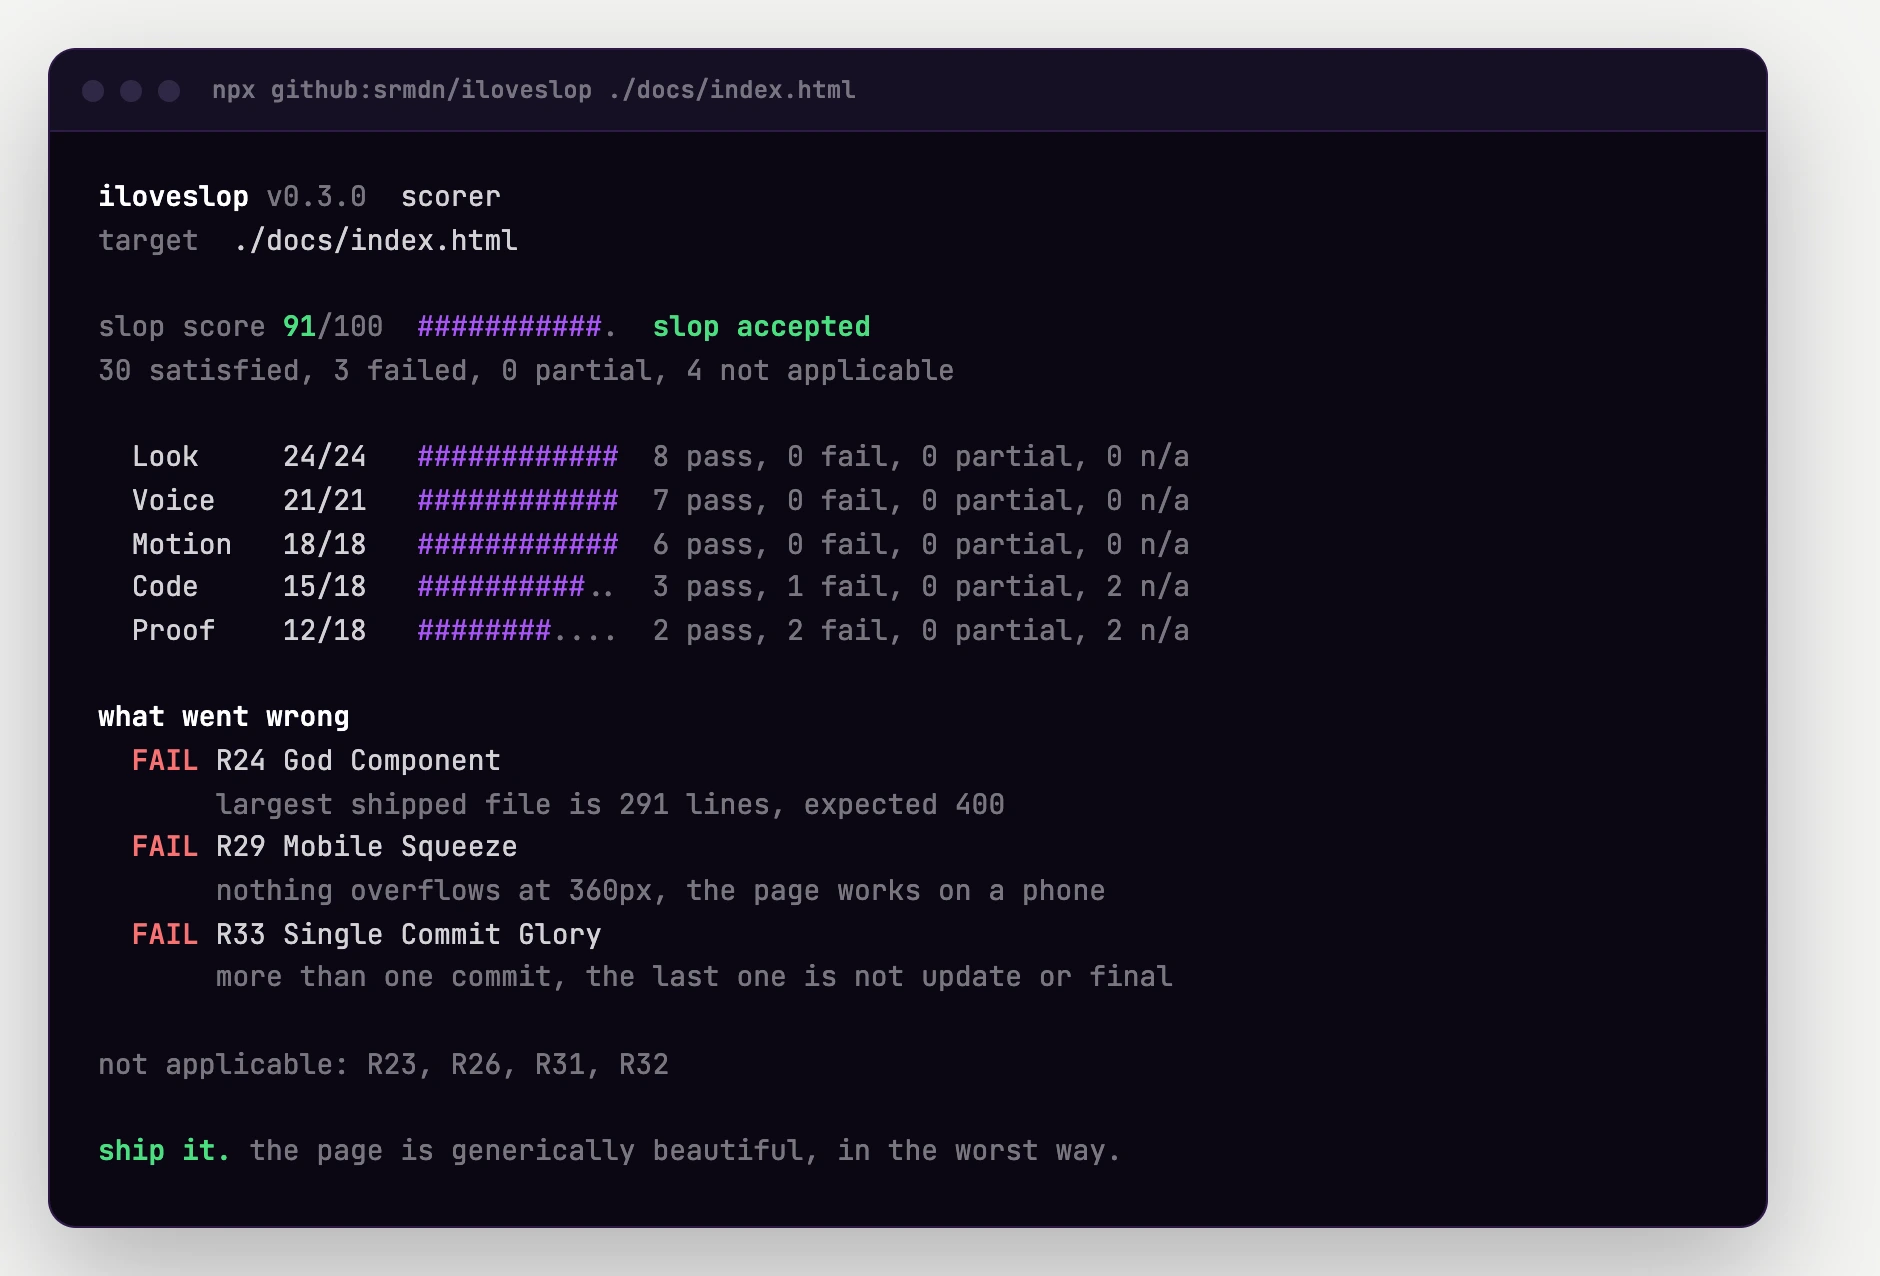 npx github:srmdn/iloveslop ./docs/index.html
iloveslop v0.3.0  scorer
target  ./docs/index.html
slop score 91/100  ###########.  slop accepted
30 satisfied, 3 failed, 0 partial, 4 not applicable
Look     24/24   ############  8 pass, 0 fail, 0 partial, 0 n/a
Voice    21/21   ############  7 pass, 0 fail, 0 partial, 0 n/a
Motion   18/18   ############  6 pass, 0 fail, 0 partial, 0 n/a
Code     15/18   ##########..  3 pass, 1 fail, 0 partial, 2 n/a
Proof    12/18   ########....  2 pass, 2 fail, 0 partial, 2 n/a
what went wrong
FAIL R24 God Component
largest shipped file is 291 lines, expected 400
FAIL R29 Mobile Squeeze
nothing overflows at 360px, the page works on a phone
FAIL R33 Single Commit Glory
more than one commit, the last one is not update or final
not applicable: R23, R26, R31, R32
ship it. the page is generically beautiful, in the worst way.